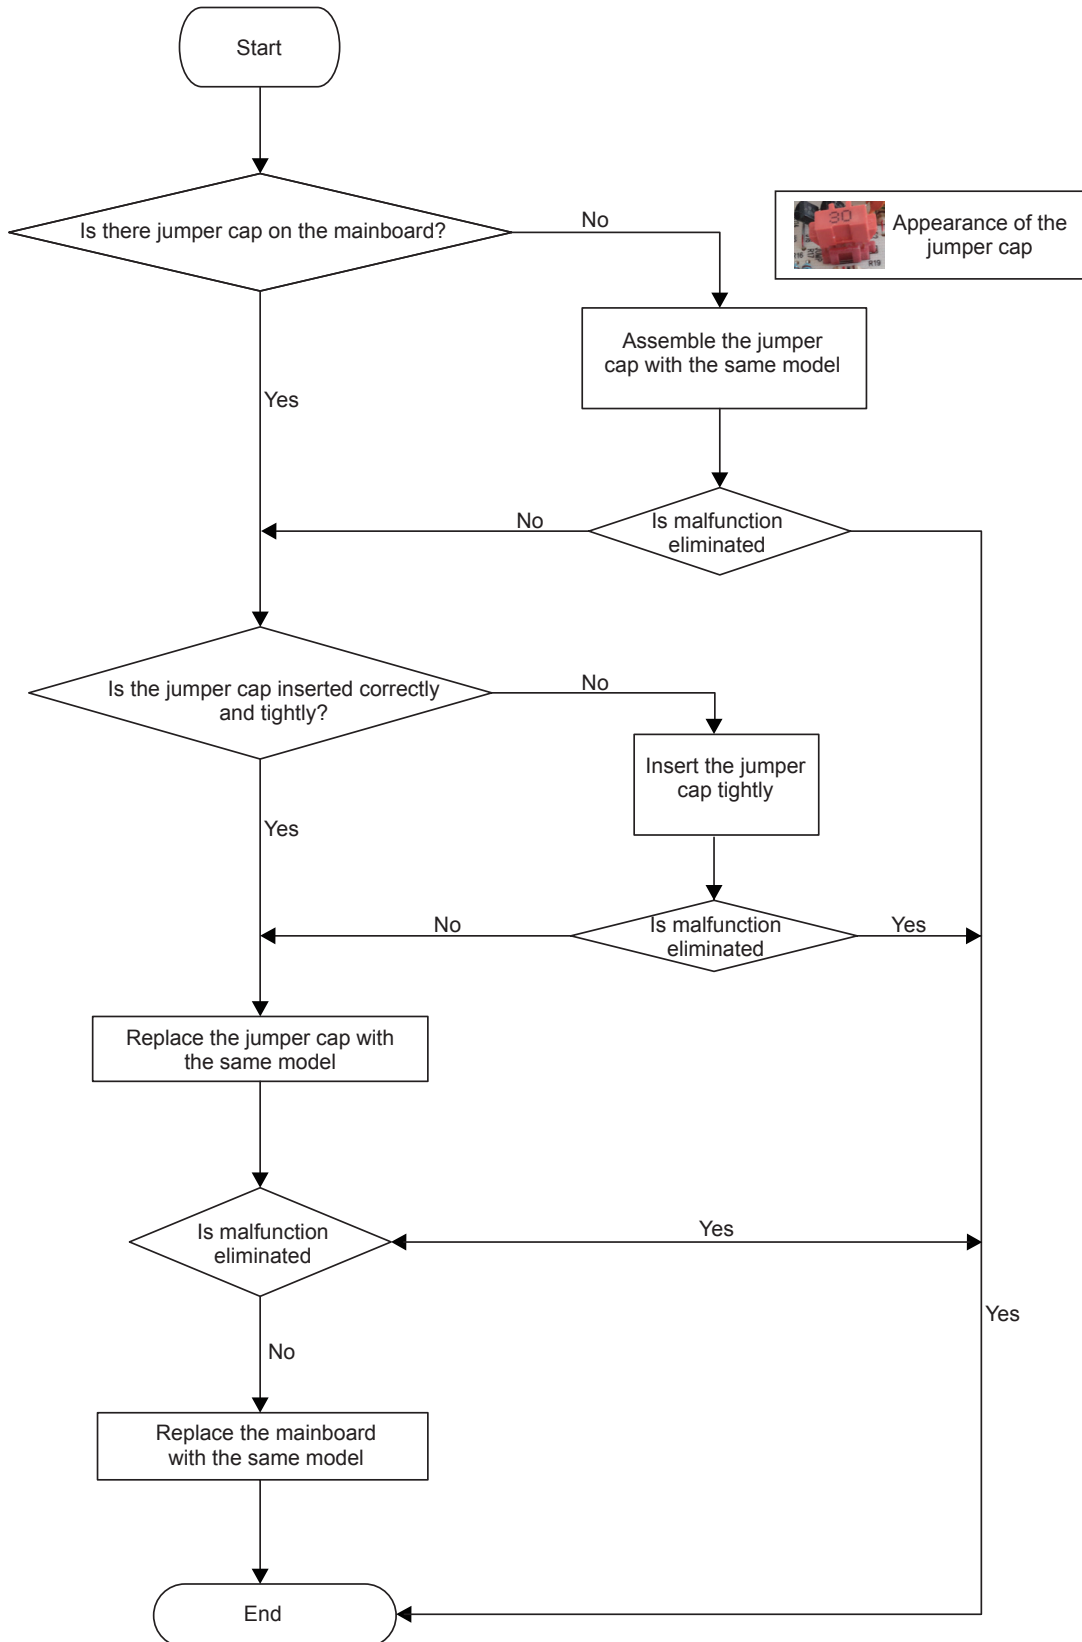 Start
Is there jumper cap on the mainboard?
No
30
R19
Appearance of the
jumper cap
Assemble the jumper
cap with the same model
Yes
No
Is malfunction
eliminated
Is the jumper cap inserted correctly
and tightly?
No
Insert the jumper
cap tightly
Yes
No
Is malfunction
eliminated
Yes
Replace the jumper cap with
the same model
Is malfunction
eliminated
Yes
Yes
No
Replace the mainboard
with the same model
End